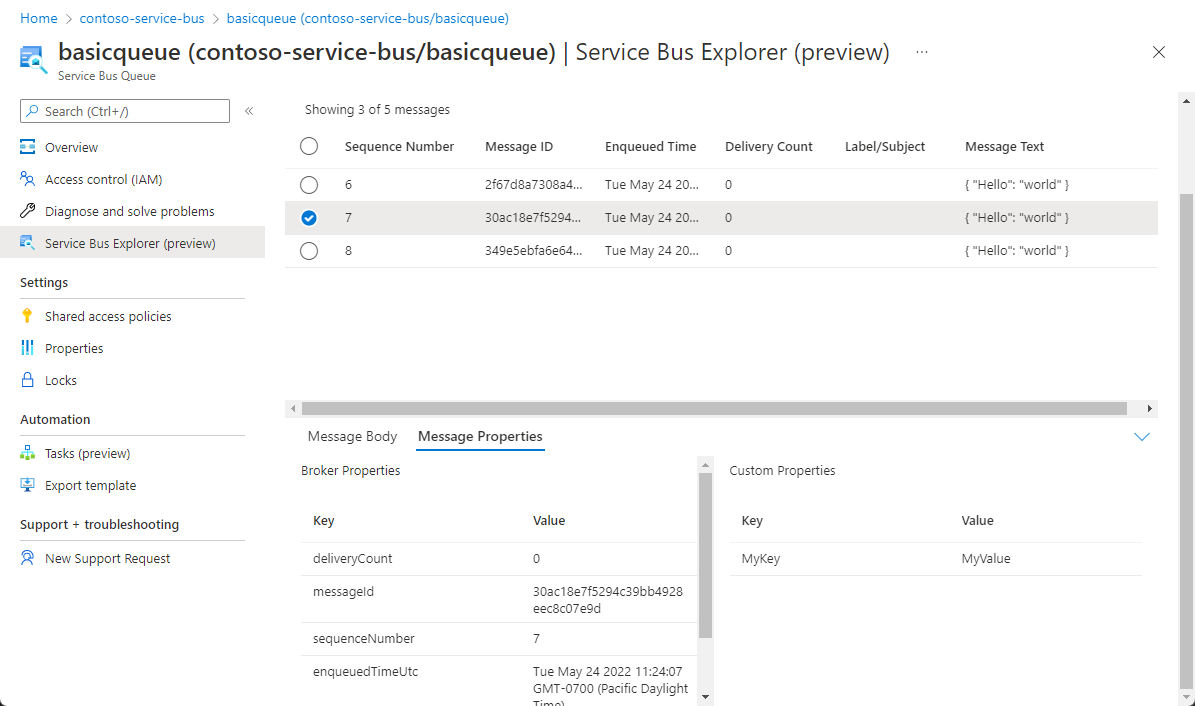 Home > contoso-service-bus > basicqueue (contoso-service-bus/basicqueue)
basicqueue (contoso-service-bus/basicqueue) | Service Bus Explorer (preview) ...
Service Bus Queue
Search (Ctrl+/) «
Overview
Access control (IAM)
Diagnose and solve problems
Service Bus Explorer (preview)
Settings
Shared access policies
Properties
Locks
Automation
Tasks (preview)
Export template
Support + troubleshooting
New Support Request
Showing 3 of 5 messages
Sequence Number Message ID Enqueued Time Delivery Count Label/Subject Message Text
6 2f67d8a7308a4... Tue May 24 20... 0 { "Hello": "world" }
7 30ac18e7f5294... Tue May 24 20... 0 { "Hello": "world" }
8 349e5ebfa6e64... Tue May 24 20... 0 { "Hello": "world" }
Message Body Message Properties
Broker Properties
Key Value
deliveryCount 0
messageId 30ac18e7f5294c39bb4928
eec8c07e9d
sequenceNumber 7
enqueuedTimeUtc Tue May 24 2022 11:24:07
GMT-0700 (Pacific Daylight
Time)
Custom Properties
Key Value
MyKey MyValue